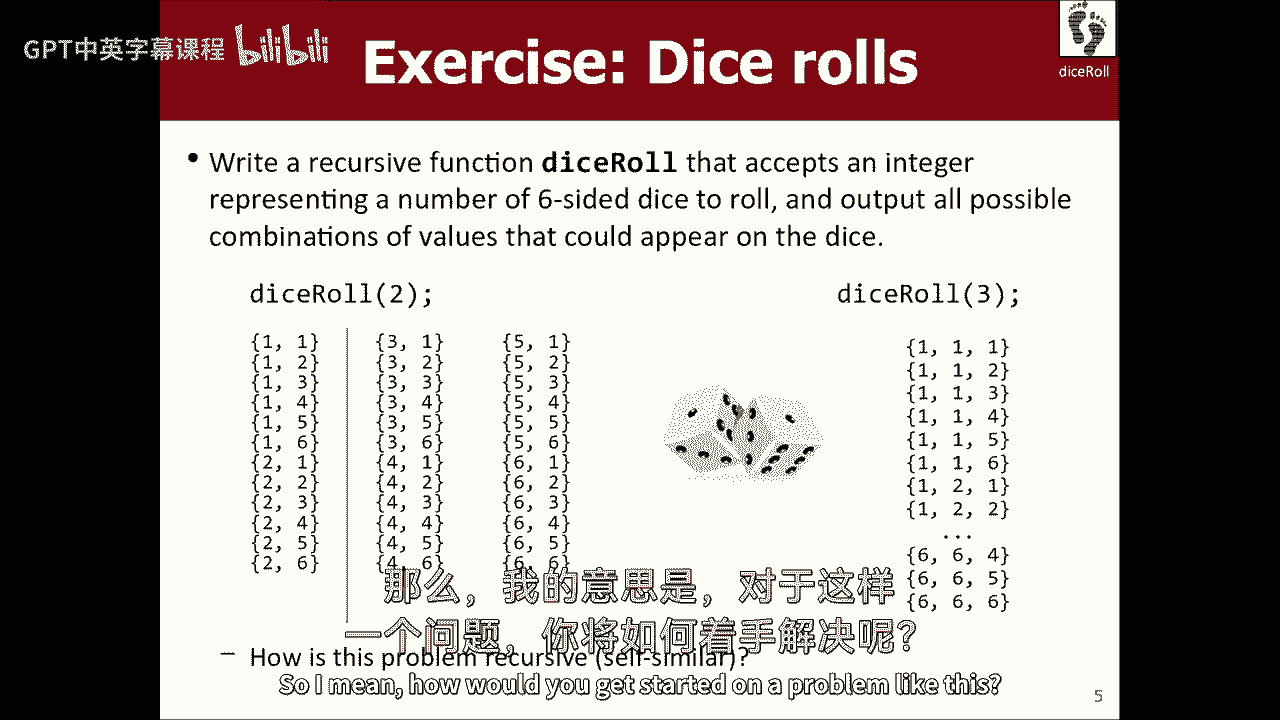 GPT中英字幕课程 bilibili
Exercise: Dice rolls
diceRoll
• Write a recursive function diceRoll that accepts an integer
representing a number of 6-sided dice to roll, and output all possible
combinations of values that could appear on the dice.
diceRoll(2);
{1, 1} {3, 1} {5, 1}
{1, 2} {3, 2} {5, 2}
{1, 3} {3, 3} {5, 3}
{1, 4} {3, 4} {5, 4}
{1, 5} {3, 5} {5, 5}
{1, 6} {3, 6} {5, 6}
{2, 1} {4, 1} {6, 1}
{2, 2} {4, 2} {6, 2}
{2, 3} {4, 3} {6, 3}
{2, 4} {4, 4} {6, 4}
{2, 5} {4, 5} {6, 5}
{2, 6} {4, 6} {6, 6}
diceRoll(3);
{1, 1, 1}
{1, 1, 2}
{1, 1, 3}
{1, 1, 4}
{1, 1, 5}
{1, 1, 6}
{1, 2, 1}
{1, 2, 2}
...
{6, 6, 4}
{6, 6, 5}
{6, 6, 6}
那么，我的意思是，对于这样
一个问题，你将如何着手解决呢？
– How is this problem recursive (self-similar)?
So I mean, how would you get started on a problem like this?
5